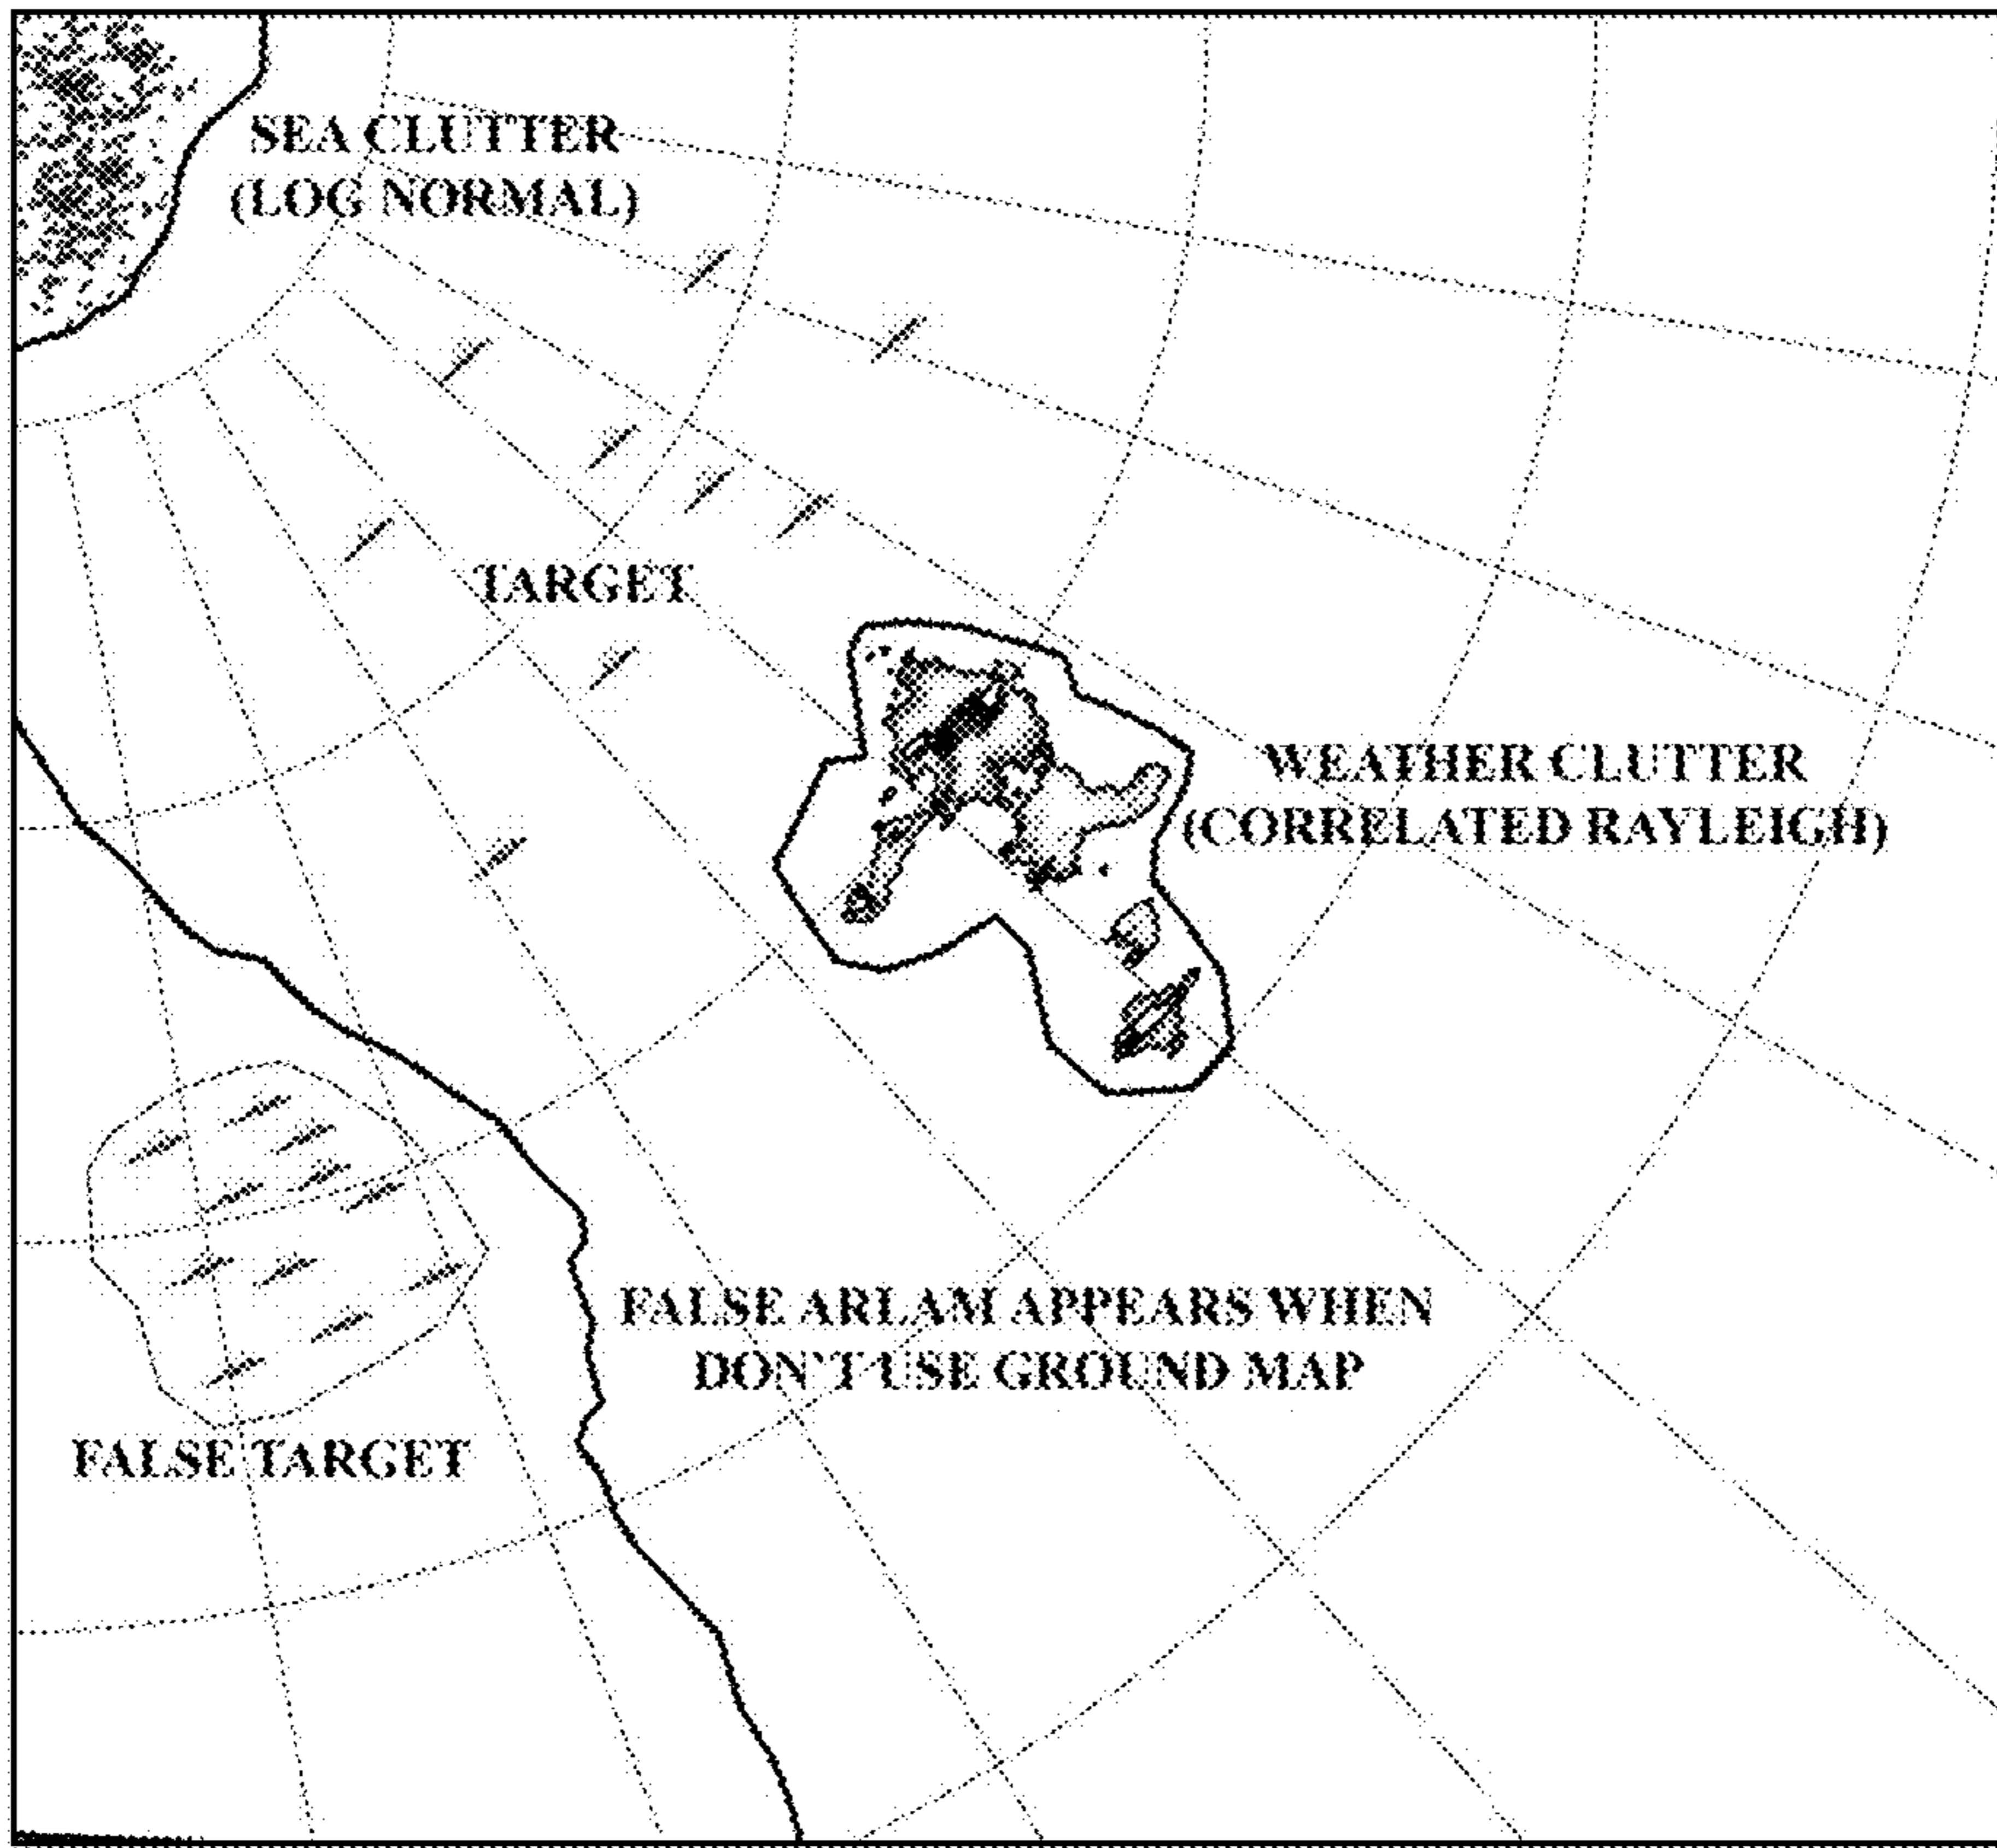 SEA CLUTTER
(LOG NORMAL)
TARGET
WEATHER CLUTTER
(CORRELATED RAYLEIGH)
FALSE ARLAM APPEARS WHEN
DON'T USE GROUND MAP
FALSE TARGET